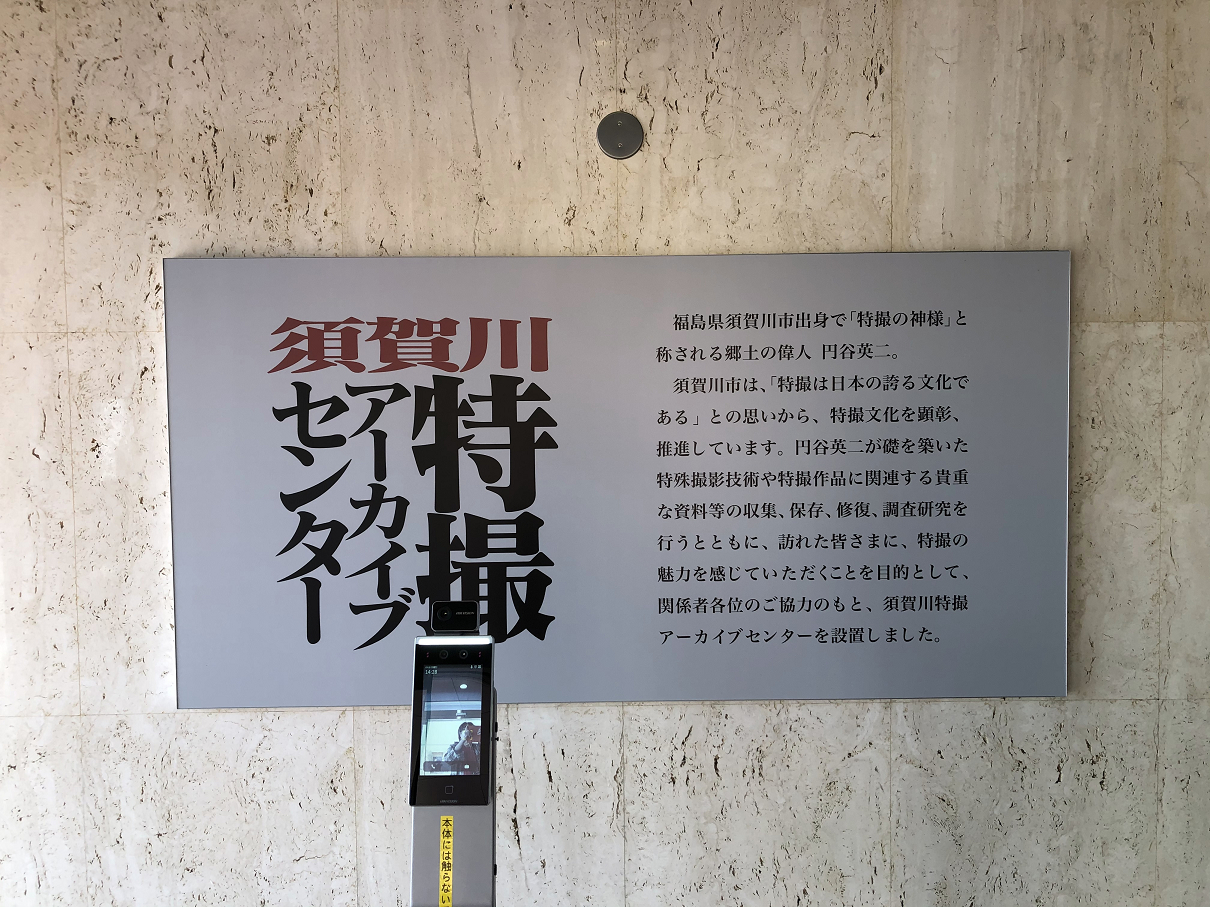 須賀川
特撮
アーカイブ
センター
福島県須賀川市出身で「特撮の神様」と
称される郷土の偉人 円谷英二。
須賀川市は、「特撮は日本の誇る文化で
ある」との思いから、特撮文化を顕彰、
推進しています。円谷英二が礎を築いた
特殊撮影技術や特撮作品に関連する貴重
な資料等の収集、保存、修復、調査研究を
行うとともに、訪れた皆さまに、特撮の
魅力を感じていただくことを目的として、
関係者各位のご協力のもと、須賀川特撮
アーカイブセンターを設置しました。
14:28
本体には触らない